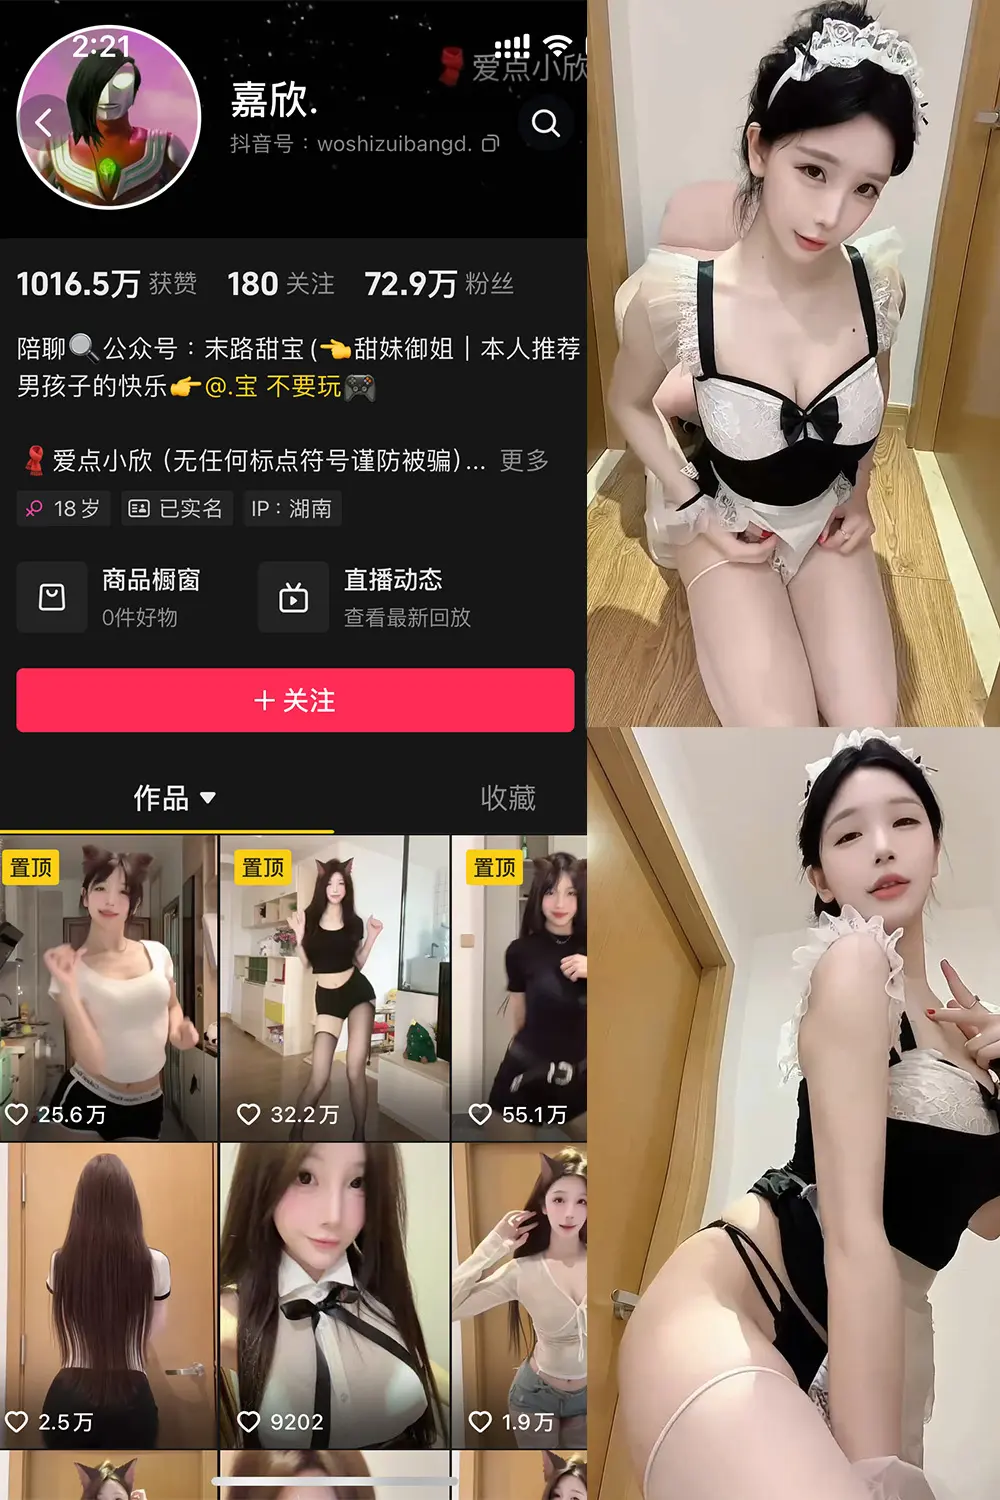 2:21
爱点小欣
嘉欣.
抖音号：woshizuibangd.
1016.5万 获赞 180 关注 72.9万 粉丝
陪聊🔍公众号：末路甜宝(👈甜妹御姐｜本人推荐
男孩子的快乐👉@.宝 不要玩🎮
🧣爱点小欣（无任何标点符号谨防被骗)... 更多
♀ 18岁 已实名 IP：湖南
商品橱窗 直播动态
0件好物 查看最新回放
＋关注
作品 ▼ 收藏
置顶 置顶 置顶
25.6万 32.2万 55.1万
2.5万 9202 1.9万